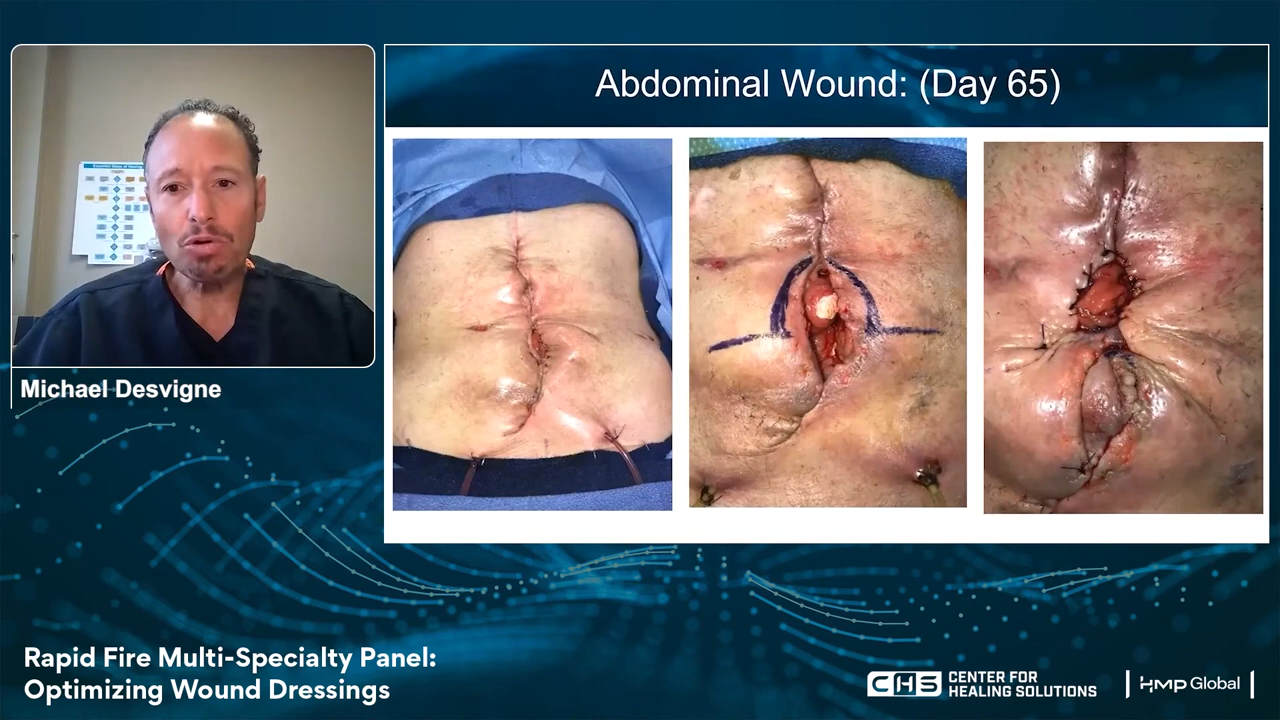 Abdominal Wound: (Day 65)
Michael Desvigne
Rapid Fire Multi-Specialty Panel:
Optimizing Wound Dressings
CHS
CENTER FOR
HEALING SOLUTIONS
HMP Global